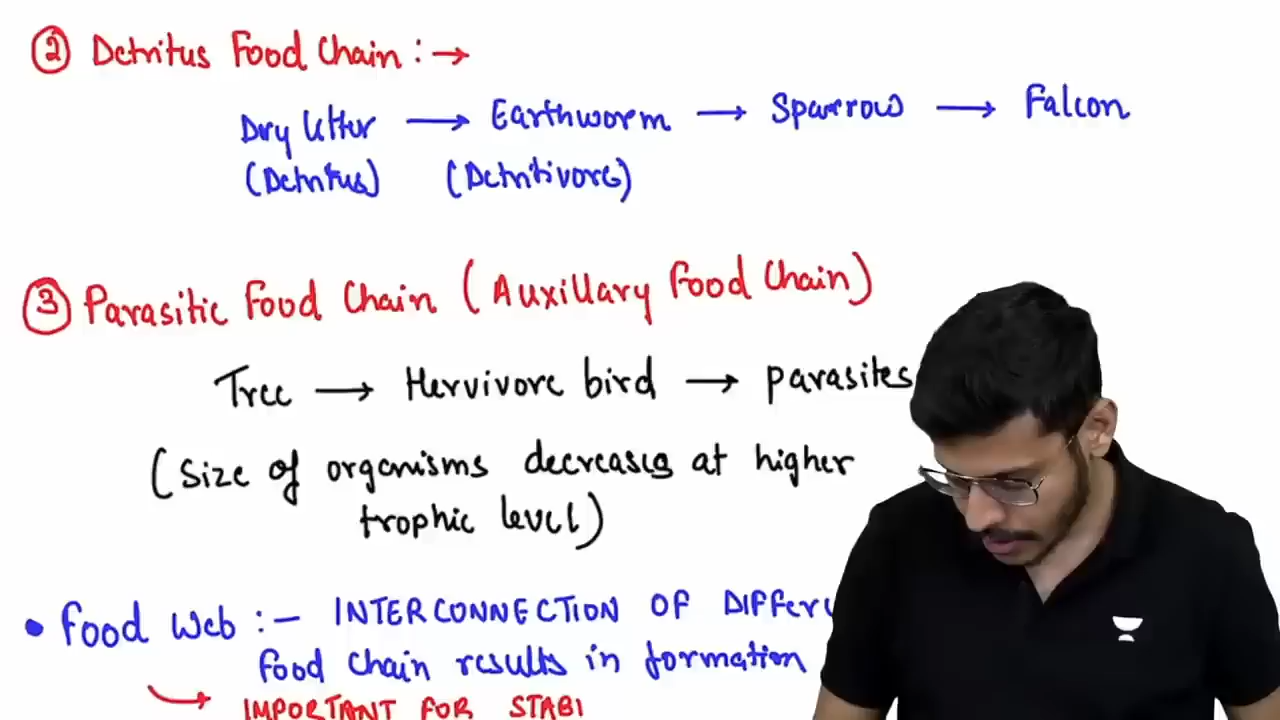 ② Detritus Food Chain : →
Dry litter → Earthworm → Sparrow → Falcon
(Detritus) (Detritivore)
③ Parasitic Food Chain (Auxillary Food Chain)
Tree → Hervivore bird → parasites
(Size of organisms decreases at higher
trophic level)
• Food Web :- INTERCONNECTION OF DIFFER
Food Chain results in formation
→ IMPORTANT FOR STABI